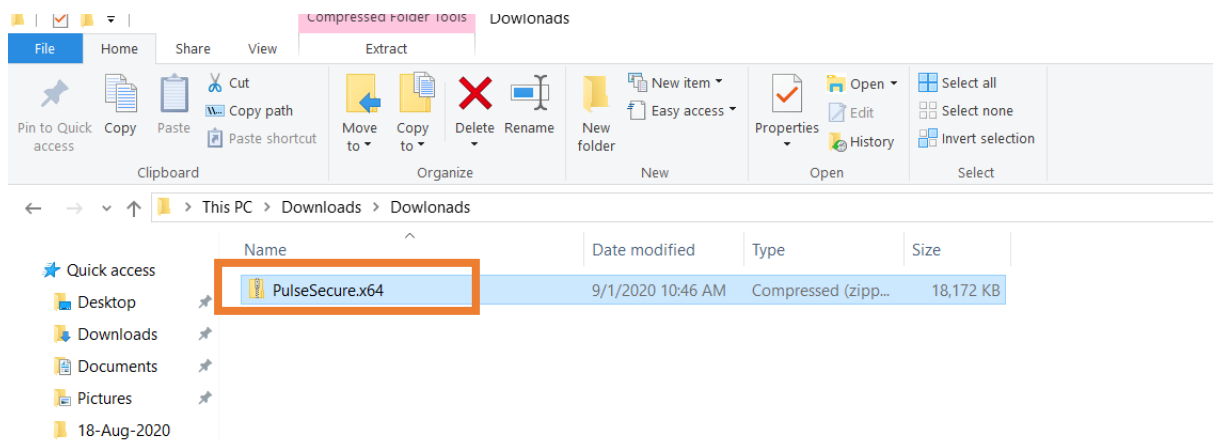 Compressed Folder Tools Dowlonads
File Home Share View Extract
Pin to Quick access
Copy
Paste
Cut
Copy path
Paste shortcut
Move to
Copy to
Delete
Rename
New folder
New item
Easy access
Properties
Open
Edit
History
Select all
Select none
Invert selection
Clipboard Organize New Open Select
This PC > Downloads > Dowlonads
Name Date modified Type Size
Quick access
PulseSecure.x64 9/1/2020 10:46 AM Compressed (zipp... 18,172 KB
Desktop
Downloads
Documents
Pictures
18-Aug-2020